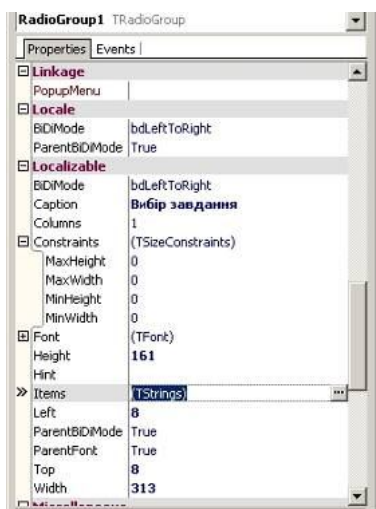 RadioGroup1 TRadioGroup
Properties Events
Linkage
PopupMenu
Locale
BiDiMode bdLeftToRight
ParentBiDiMode True
Localizable
BiDiMode bdLeftToRight
Caption Вибір завдання
Columns 1
Constraints (TSizeConstraints)
MaxHeight 0
MaxWidth 0
MinHeight 0
MinWidth 0
Font (TFont)
Height 161
Hint
Items (TStrings) ...
Left 8
ParentBiDiMode True
ParentFont True
Top 8
Width 313
Miscellaneous